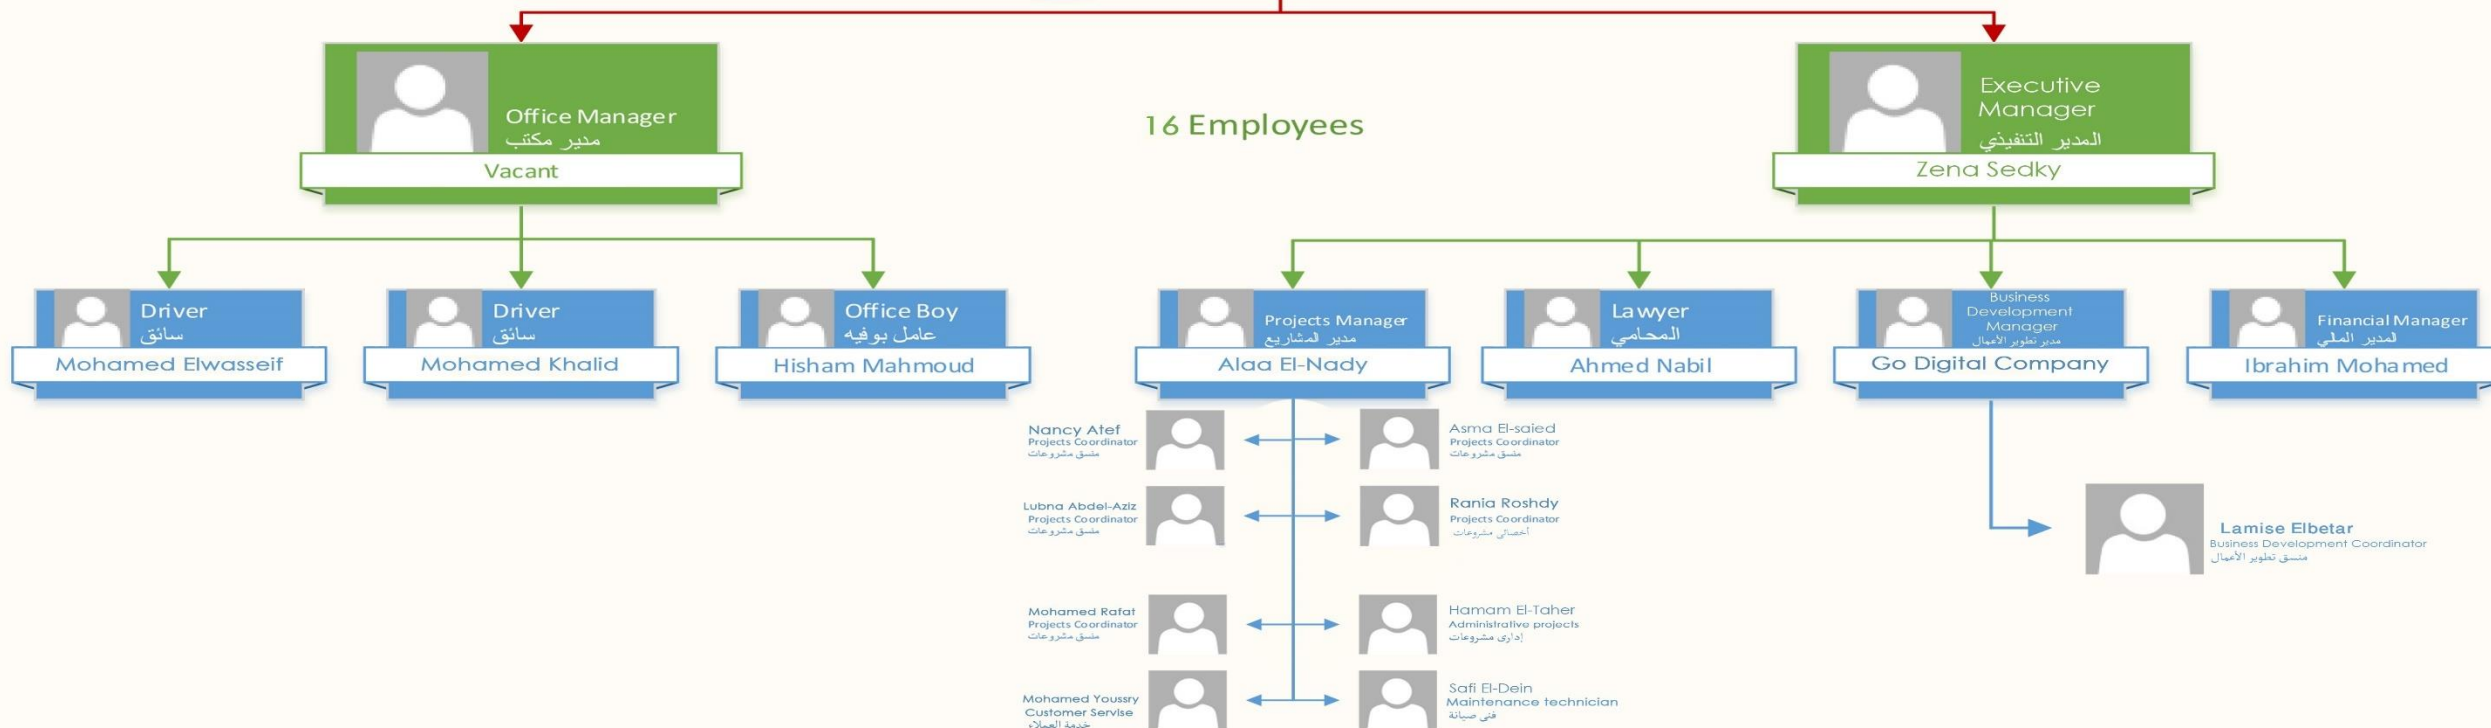 Office Manager
مدير مكتب
Vacant
16 Employees
Executive
Manager
المدير التنفيذي
Zena Sedky
Driver
سائق
Mohamed Elwasseif
Driver
سائق
Mohamed Khalid
Office Boy
عامل بوفيه
Hisham Mahmoud
Projects Manager
مدير المشاريع
Alaa El-Nady
Lawyer
المحامي
Ahmed Nabil
Business
Development
Manager
مدير تطوير الأعمال
Go Digital Company
Financial Manager
المدير المالي
Ibrahim Mohamed
Nancy Atef
Projects Coordinator
منسق مشروعات
Asma El-saied
Projects Coordinator
منسق مشروعات
Lubna Abdel-Aziz
Projects Coordinator
منسق مشروعات
Rania Roshdy
Projects Coordinator
أخصائى مشروعات
Lamise Elbetar
Business Development Coordinator
منسق تطوير الأعمال
Mohamed Rafat
Projects Coordinator
منسق مشروعات
Hamam El-Taher
Administrative projects
إدارى مشروعات
Mohamed Youssry
Customer Servise
خدمة العملاء
Safi El-Dein
Maintenance technician
فنى صيانة